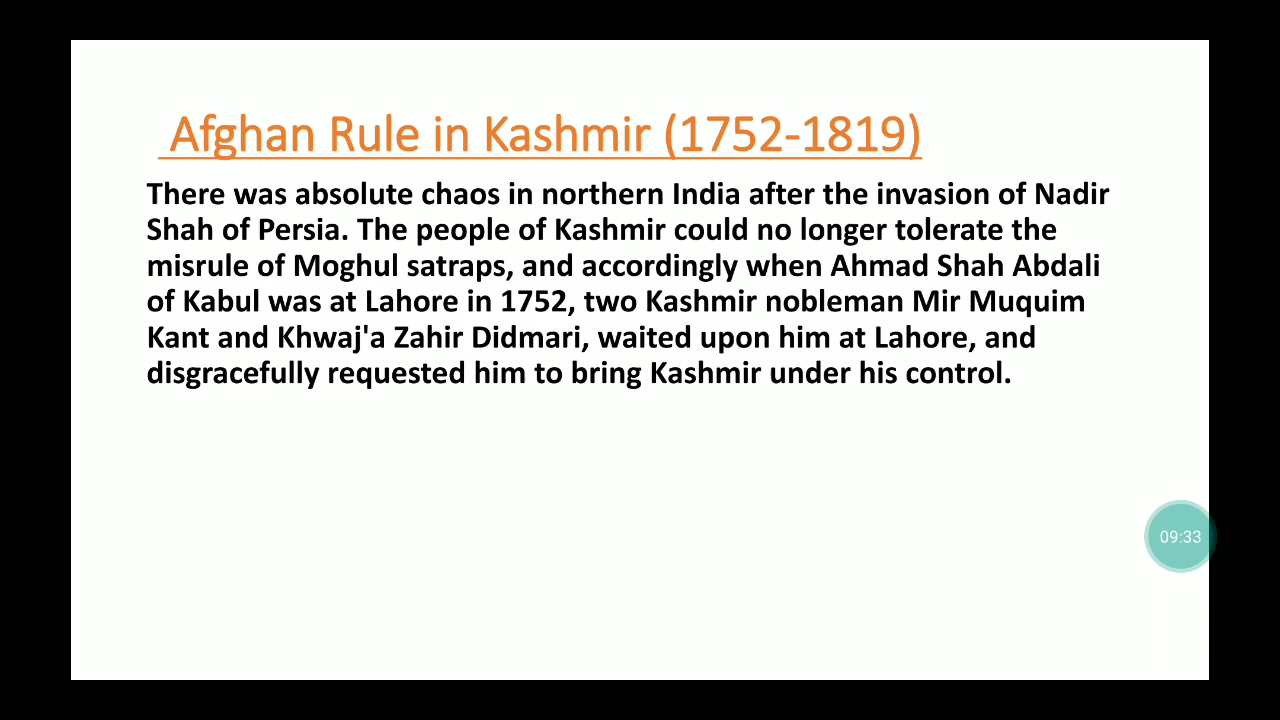 Afghan Rule in Kashmir (1752-1819)
There was absolute chaos in northern India after the invasion of Nadir
Shah of Persia. The people of Kashmir could no longer tolerate the
misrule of Moghul satraps, and accordingly when Ahmad Shah Abdali
of Kabul was at Lahore in 1752, two Kashmir nobleman Mir Muquim
Kant and Khwaj'a Zahir Didmari, waited upon him at Lahore, and
disgracefully requested him to bring Kashmir under his control.
09:33